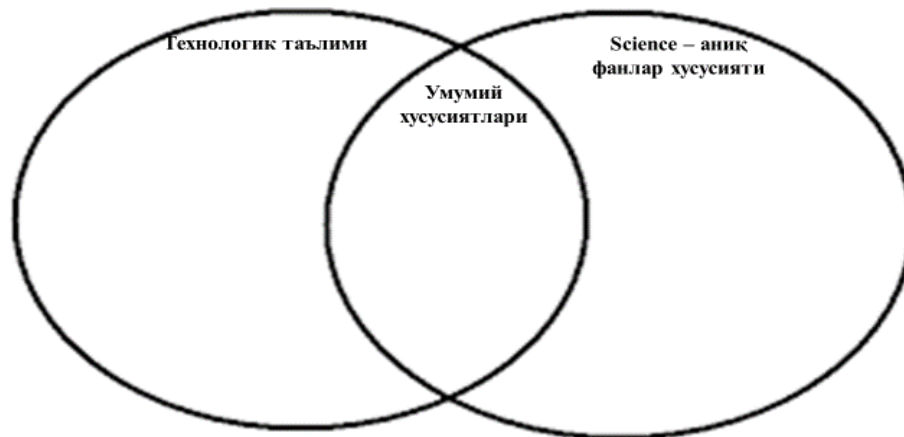 Технологик таълими
Science – аниқ
фанлар хусусияти
Умумий
хусусиятлари